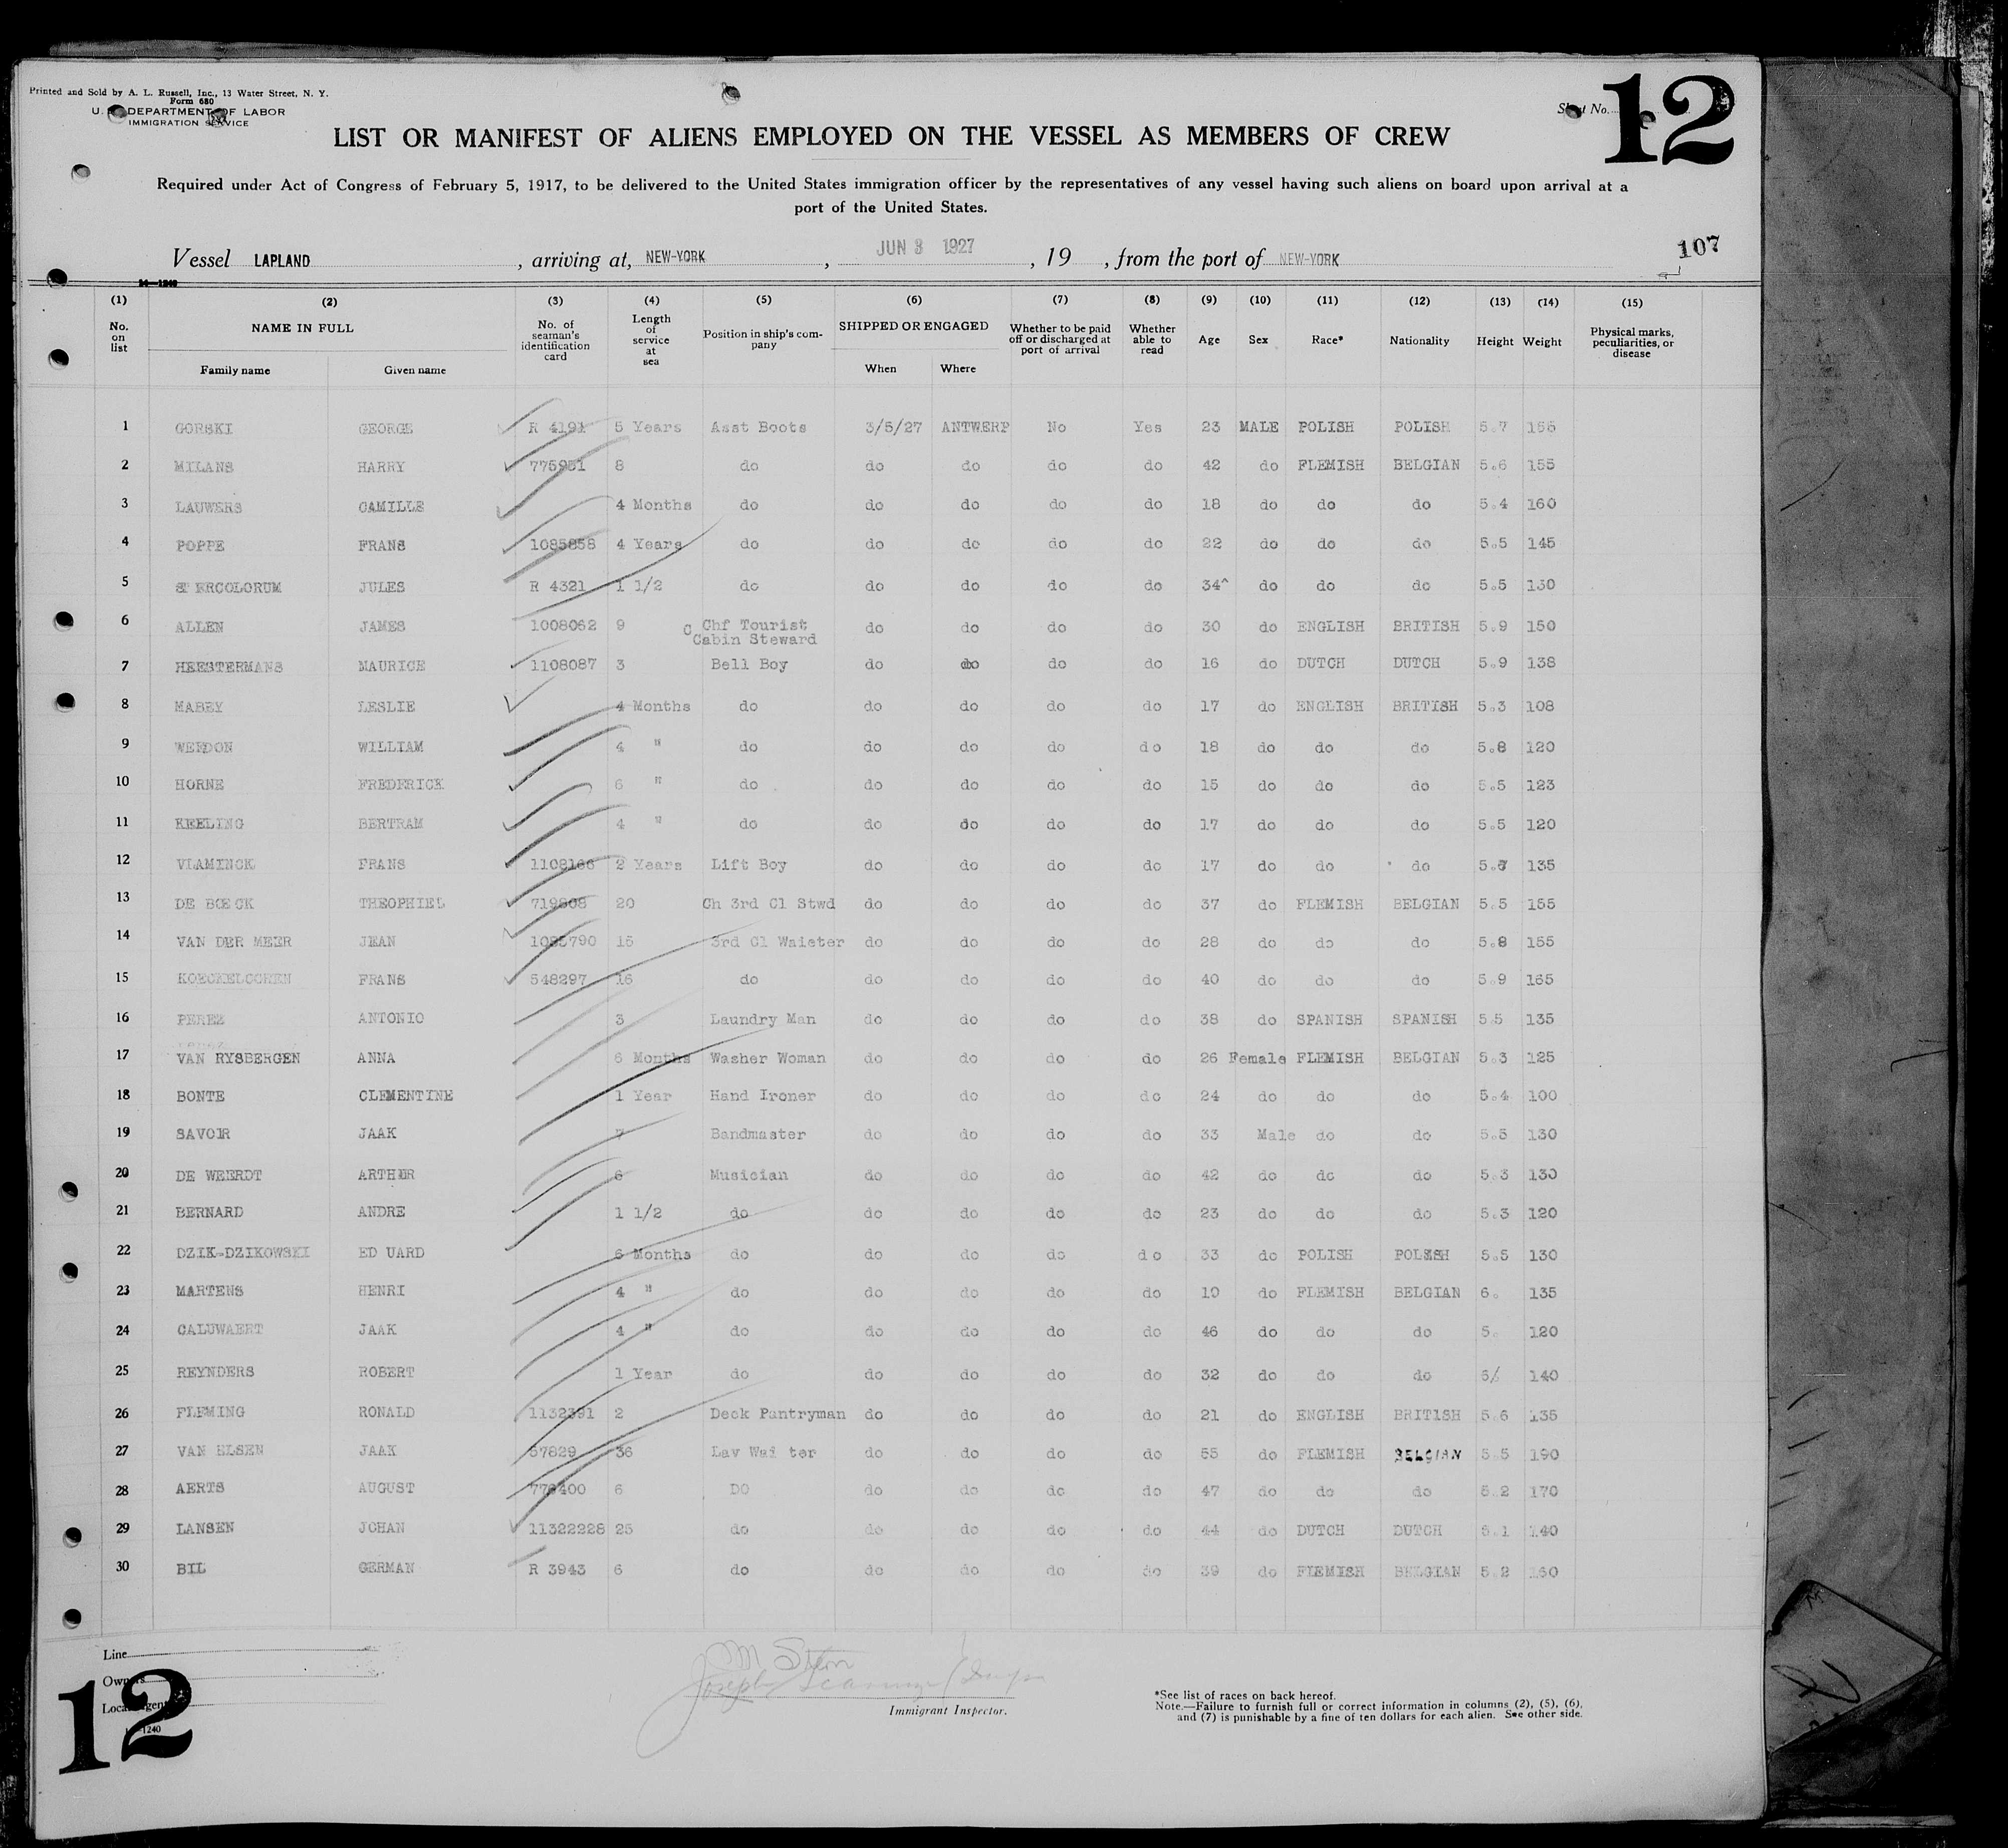 Printed and Sold by A. L. Russell, Inc., 13 Water Street, N. Y.
Form 680
U. DEPARTMENT OF LABOR
IMMIGRATION SERVICE
Sheet No.
12
LIST OR MANIFEST OF ALIENS EMPLOYED ON THE VESSEL AS MEMBERS OF CREW
Required under Act of Congress of February 5, 1917, to be delivered to the United States immigration officer by the representatives of any vessel having such aliens on board upon arrival at a
port of the United States.
Vessel LAPLAND, arriving at, NEW-YORK, JUN 3 1927, 19 , from the port of NEW-YORK
107
14-1240
(1) (2) (3) (4) (5) (6) (7) (8) (9) (10) (11) (12) (13) (14) (15)
No. on list NAME IN FULL No. of seaman's identification card Length of service at sea Position in ship's company SHIPPED OR ENGAGED Whether to be paid off or discharged at port of arrival Whether able to read Age Sex Race* Nationality Height Weight Physical marks, peculiarities, or disease
Family name Given name When Where
1 GORSKI GEORGE R 4191 5 Years Asst Boots 3/5/27 ANTWERP No Yes 23 MALE POLISH POLISH 5.7 155
2 MILANS HARRY 775951 8 do do do do do 42 do FLEMISH BELGIAN 5.6 155
3 LAUWERS CAMILLE 4 Months do do do do do 18 do do do 5.4 160
4 POPPE FRANS 1085858 4 Years do do do do do 22 do do do 5.5 145
5 ST ERCOLORUM JULES R 4321 1 1/2 do do do do do 34^ do do do 5.5 130
6 ALLEN JAMES 1008062 9 C Chf Tourist do do do do 30 do ENGLISH BRITISH 5.9 150
Cabin Steward
7 HEESTERMANS MAURICE 1108087 3 Bell Boy do do do do 16 do DUTCH DUTCH 5.9 138
8 MABEY LESLIE 4 Months do do do do do 17 do ENGLISH BRITISH 5.3 108
9 WEEDON WILLIAM 4 " do do do do do 18 do do do 5.8 120
10 HORNE FREDERICK 6 " do do do do do 15 do do do 5.5 123
11 KEELING BERTRAM 4 " do do do do do 17 do do do 5.5 120
12 VLAMINCK FRANS 1108166 2 Years Lift Boy do do do do 17 do do do 5.7 135
13 DE BOECK THEOPHIEL 719808 20 Ch 3rd Cl Stwd do do do do 37 do FLEMISH BELGIAN 5.5 155
14 VAN DER MEER JEAN 1085790 15 3rd Cl Waieter do do do do 28 do do do 5.8 155
15 FRANS 548297 16 do do do do do 40 do do do 5.9 165
16 PEREZ ANTONIO 3 Laundry Man do do do do 38 do SPANISH SPANISH 5.5 135
17 VAN RYSBERGEN ANNA 6 Months Washer Woman do do do do 26 Female FLEMISH BELGIAN 5.3 125
18 BONTE CLEMENTINE 1 Year Hand Ironer do do do do 24 do do do 5.4 100
19 SAVOIR JAAK 7 Bandmaster do do do do 33 Male do do 5.5 130
20 DE WEERDT ARTHUR 6 Musician do do do do 42 do do do 5.3 130
21 BERNARD ANDRE 1 1/2 do do do do do 23 do do do 5.3 120
22 DZIK-DZIKOWSKI ED UARD 6 Months do do do do do 33 do POLISH POLISH 5.5 130
23 MARTENS HENRI 4 " do do do do do 19 do FLEMISH BELGIAN 6. 135
24 CALUWAERT JAAK 4 " do do do do do 46 do do do 5. 120
25 REYNDERS ROBERT 1 Year do do do do do 32 do do do 6/ 140
26 FLEMING RONALD 1132391 2 Deck Pantryman do do do do 21 do ENGLISH BRITISH 5.6 135
27 VAN ELSEN JAAK 57829 36 Lav Wai ter do do do do 55 do FLEMISH BELGIAN 5.5 190
28 AERTS AUGUST 776400 6 DO do do do do 47 do do do 5.2 170
29 LANSEN JOHAN 11322228 25 do do do do do 44 do DUTCH DUTCH 5.1 140
30 BIL GERMAN R 3943 6 do do do do do 39 do FLEMISH BELGIAN 5.2 160
Line
Owners
Local Agent
14-1240
12
M Stern
Joseph
Immigrant Inspector.
*See list of races on back hereof.
Note.—Failure to furnish full or correct information in columns (2), (5), (6),
and (7) is punishable by a fine of ten dollars for each alien. See other side.